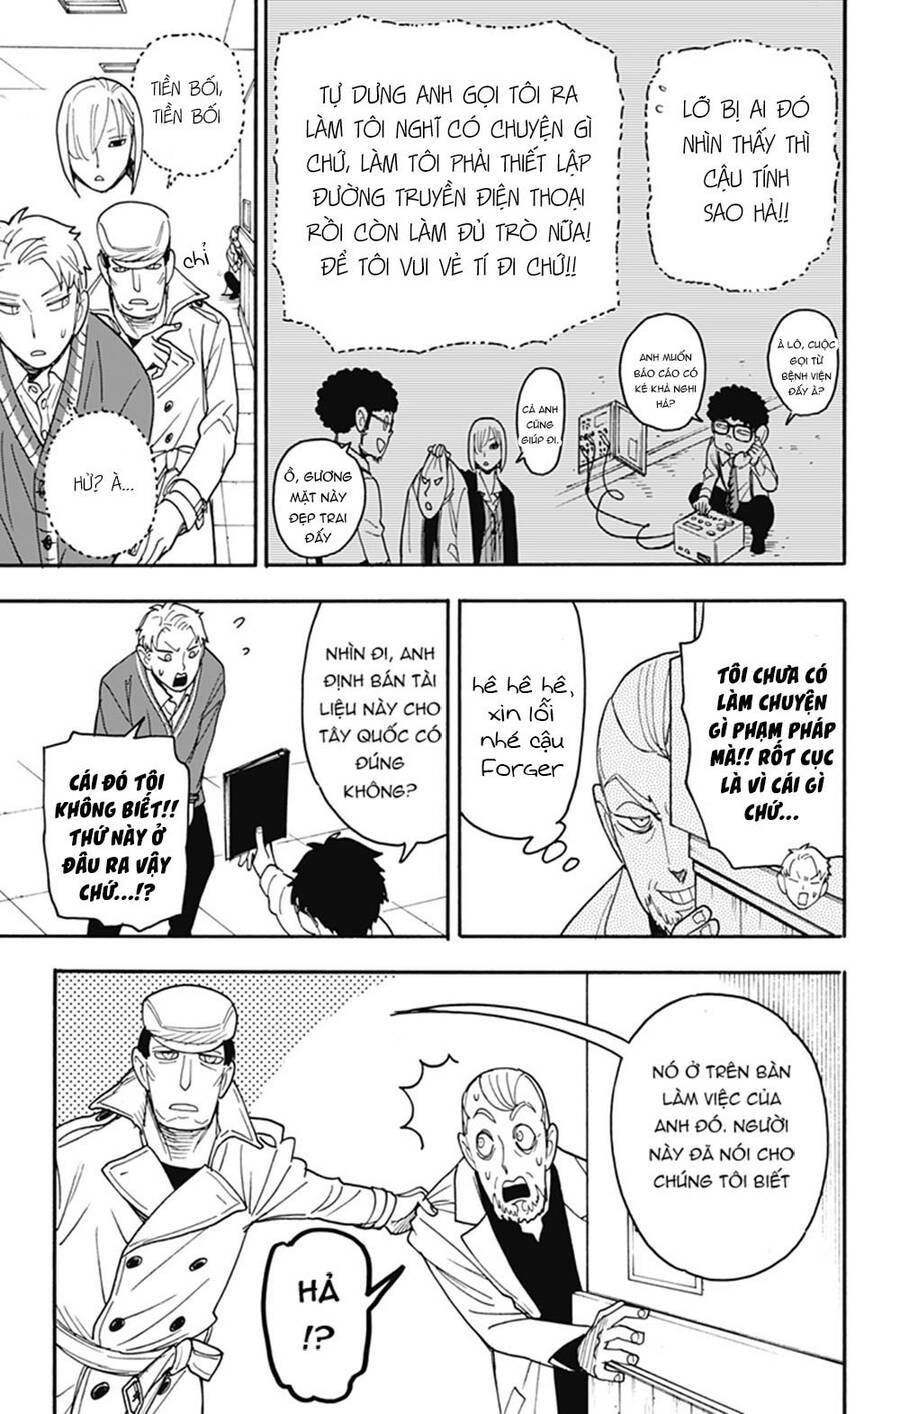 LỠ BỊ AI ĐÓ
NHÌN THẤY THÌ
CẬU TÍNH
SAO HẢ!!
TỰ DƯNG ANH GỌI TÔI RA
LÀM TÔI NGHĨ CÓ CHUYỆN GÌ
CHỨ, LÀM TÔI PHẢI THIẾT LẬP
ĐƯỜNG TRUYỀN ĐIỆN THOẠI
RỒI CÒN LÀM ĐỦ TRÒ NỮA!
ĐỂ TÔI VUI VẺ TÍ ĐI CHỨ!!
À LÔ, CUỘC
GỌI TỪ
BỆNH VIỆN
ĐẤY À?
ANH MUỐN
BÁO CÁO CÓ
KẺ KHẢ NGHI
HẢ?
CẢ ANH
CŨNG
GIÚP ĐI.
Ồ, GƯƠNG
MẶT NÀY
ĐẸP TRAI
ĐẤY
TIỀN BỐI,
TIỀN BỐI
chỉ
HỬ? À...
TÔI CHƯA CÓ
LÀM CHUYỆN
GÌ PHẠM PHÁP
MÀ!! RỐT CỤC
LÀ VÌ CÁI GÌ
CHỨ...
hê hê hê,
xin lỗi
nhé cậu
Forger
NHÌN ĐI, ANH
ĐỊNH BÁN TÀI
LIỆU NÀY CHO
TÂY QUỐC CÓ
ĐÚNG
KHÔNG?
CÁI ĐÓ TÔI
KHÔNG BIẾT!!
THỨ NÀY Ở
ĐÂU RA VẬY
CHỨ...!?
NÓ Ở TRÊN BÀN
LÀM VIỆC CỦA
ANH ĐÓ. NGƯỜI
NÀY ĐÃ NÓI CHO
CHÚNG TÔI BIẾT
HẢ
!?